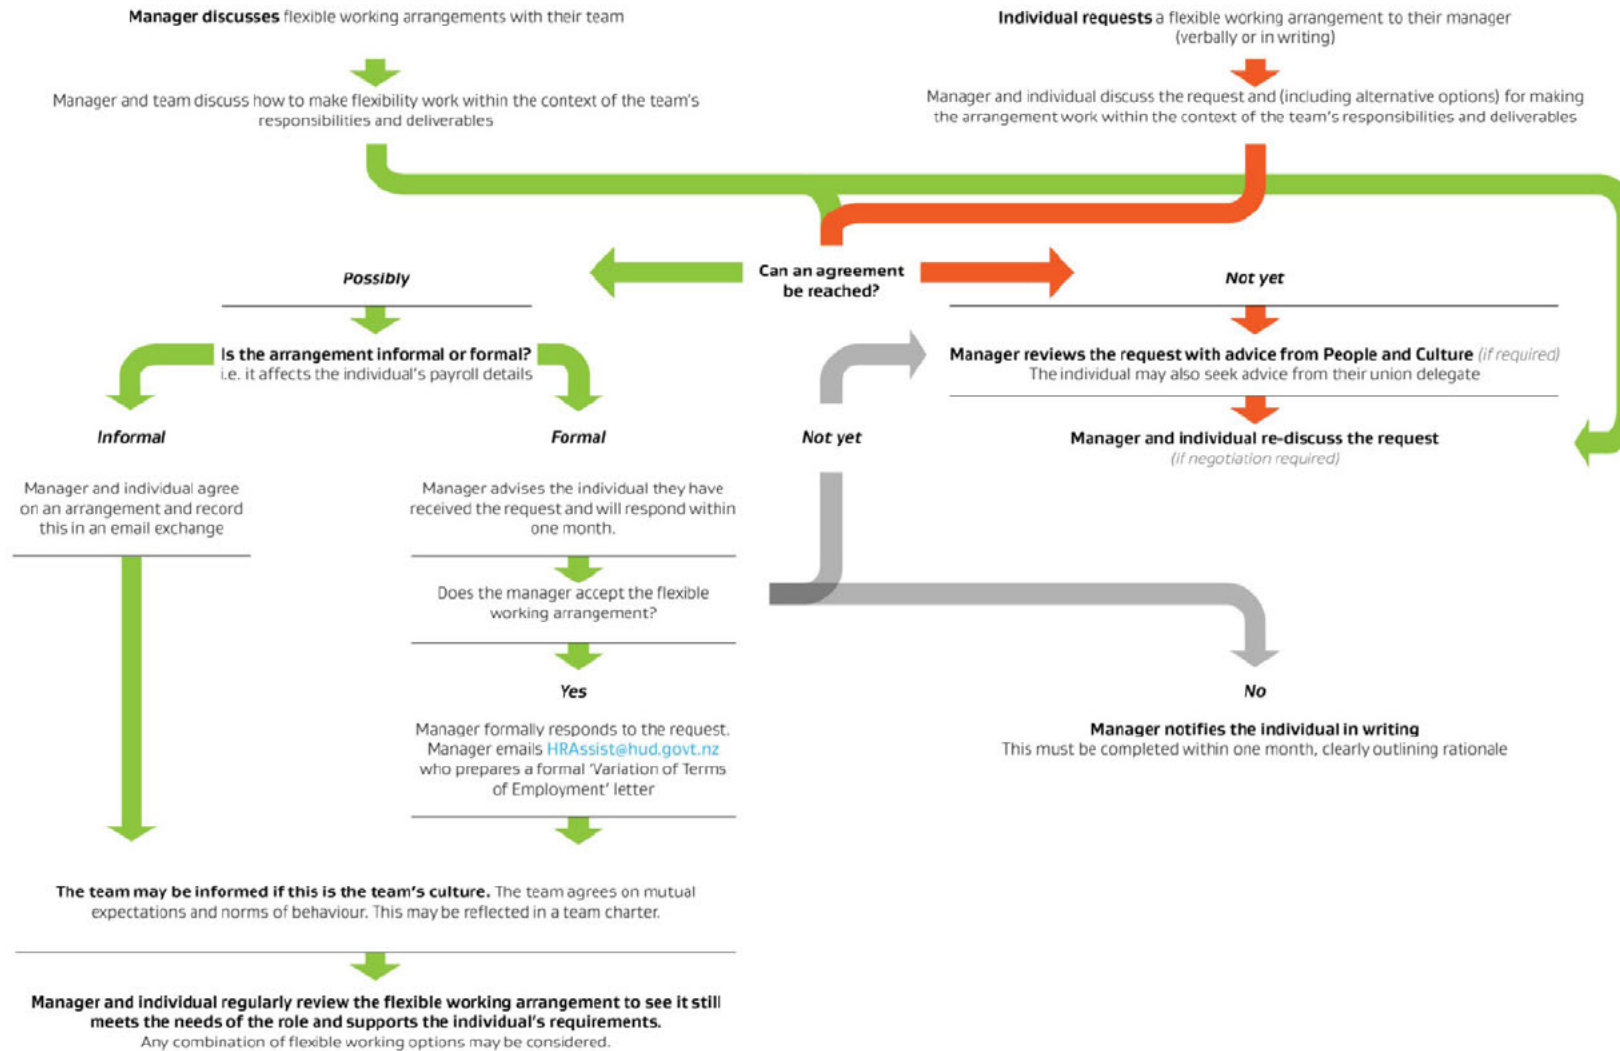 Manager discusses flexible working arrangements with their team
Individual requests a flexible working arrangement to their manager
(verbally or in writing)
Manager and team discuss how to make flexibility work within the context of the team's
responsibilities and deliverables
Manager and individual discuss the request and (including alternative options) for making
the arrangement work within the context of the team's responsibilities and deliverables
Can an agreement
be reached?
Possibly
Not yet
Is the arrangement informal or formal?
i.e. it affects the individual's payroll details
Manager reviews the request with advice from People and Culture (if required)
The individual may also seek advice from their union delegate
Informal
Formal
Not yet
Manager and individual re-discuss the request
(if negotiation required)
Manager and individual agree
on an arrangement and record
this in an email exchange
Manager advises the individual they have
received the request and will respond within
one month.
Does the manager accept the flexible
working arrangement?
Yes
No
Manager formally responds to the request.
Manager emails HRAssist@hud.govt.nz
who prepares a formal 'Variation of Terms
of Employment' letter
Manager notifies the individual in writing
This must be completed within one month, clearly outlining rationale
The team may be informed if this is the team's culture. The team agrees on mutual
expectations and norms of behaviour. This may be reflected in a team charter.
Manager and individual regularly review the flexible working arrangement to see it still
meets the needs of the role and supports the individual's requirements.
Any combination of flexible working options may be considered.